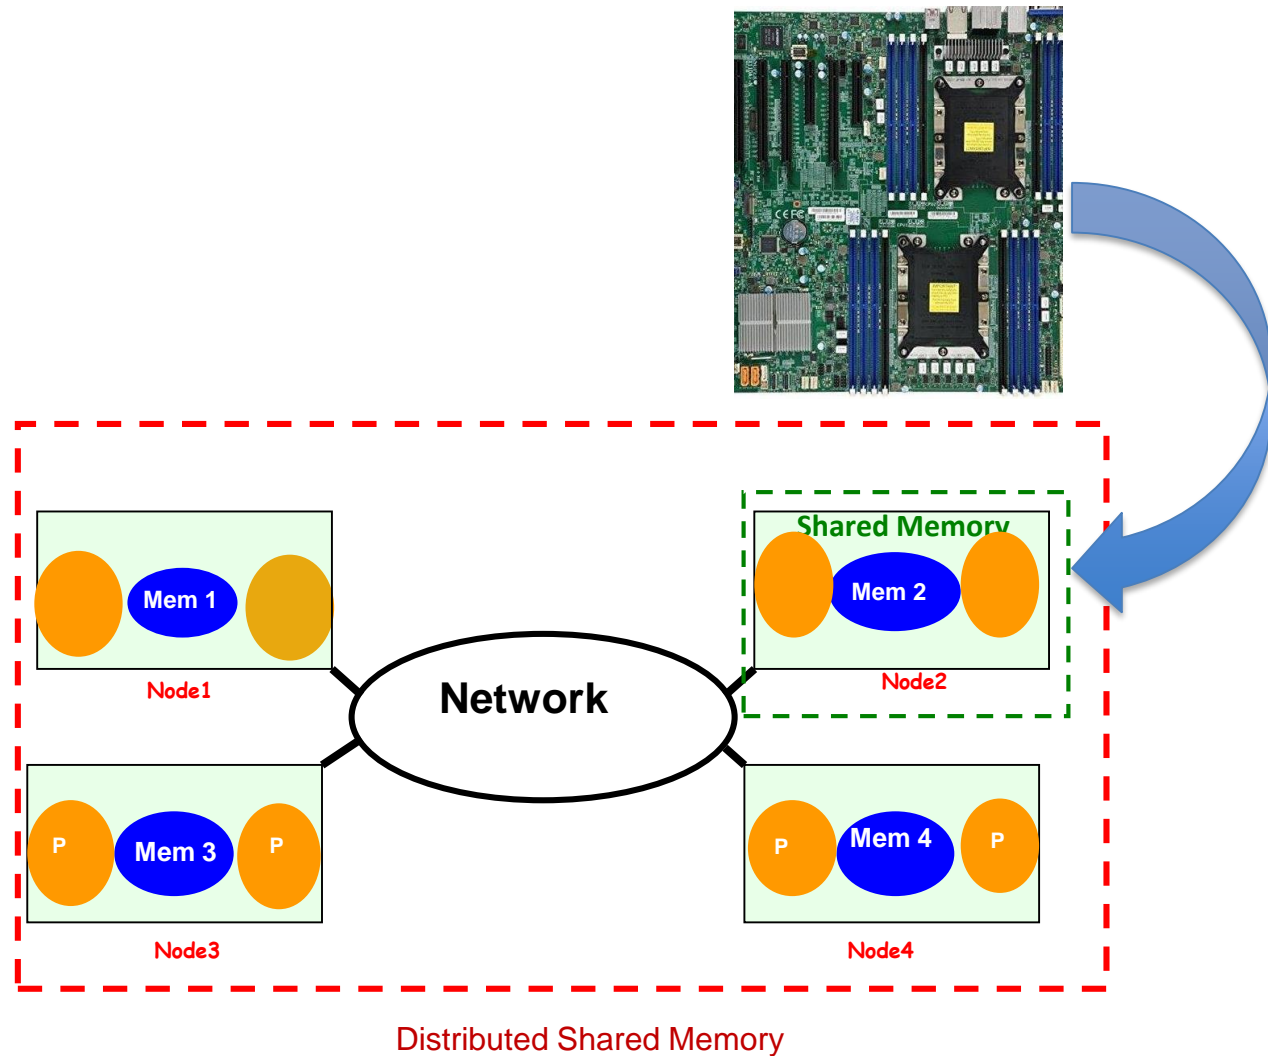 Shared Memory
Mem 1
Mem 2
Node1
Node2
Network
P
Mem 3
P
P
Mem 4
P
Node3
Node4
Distributed Shared Memory